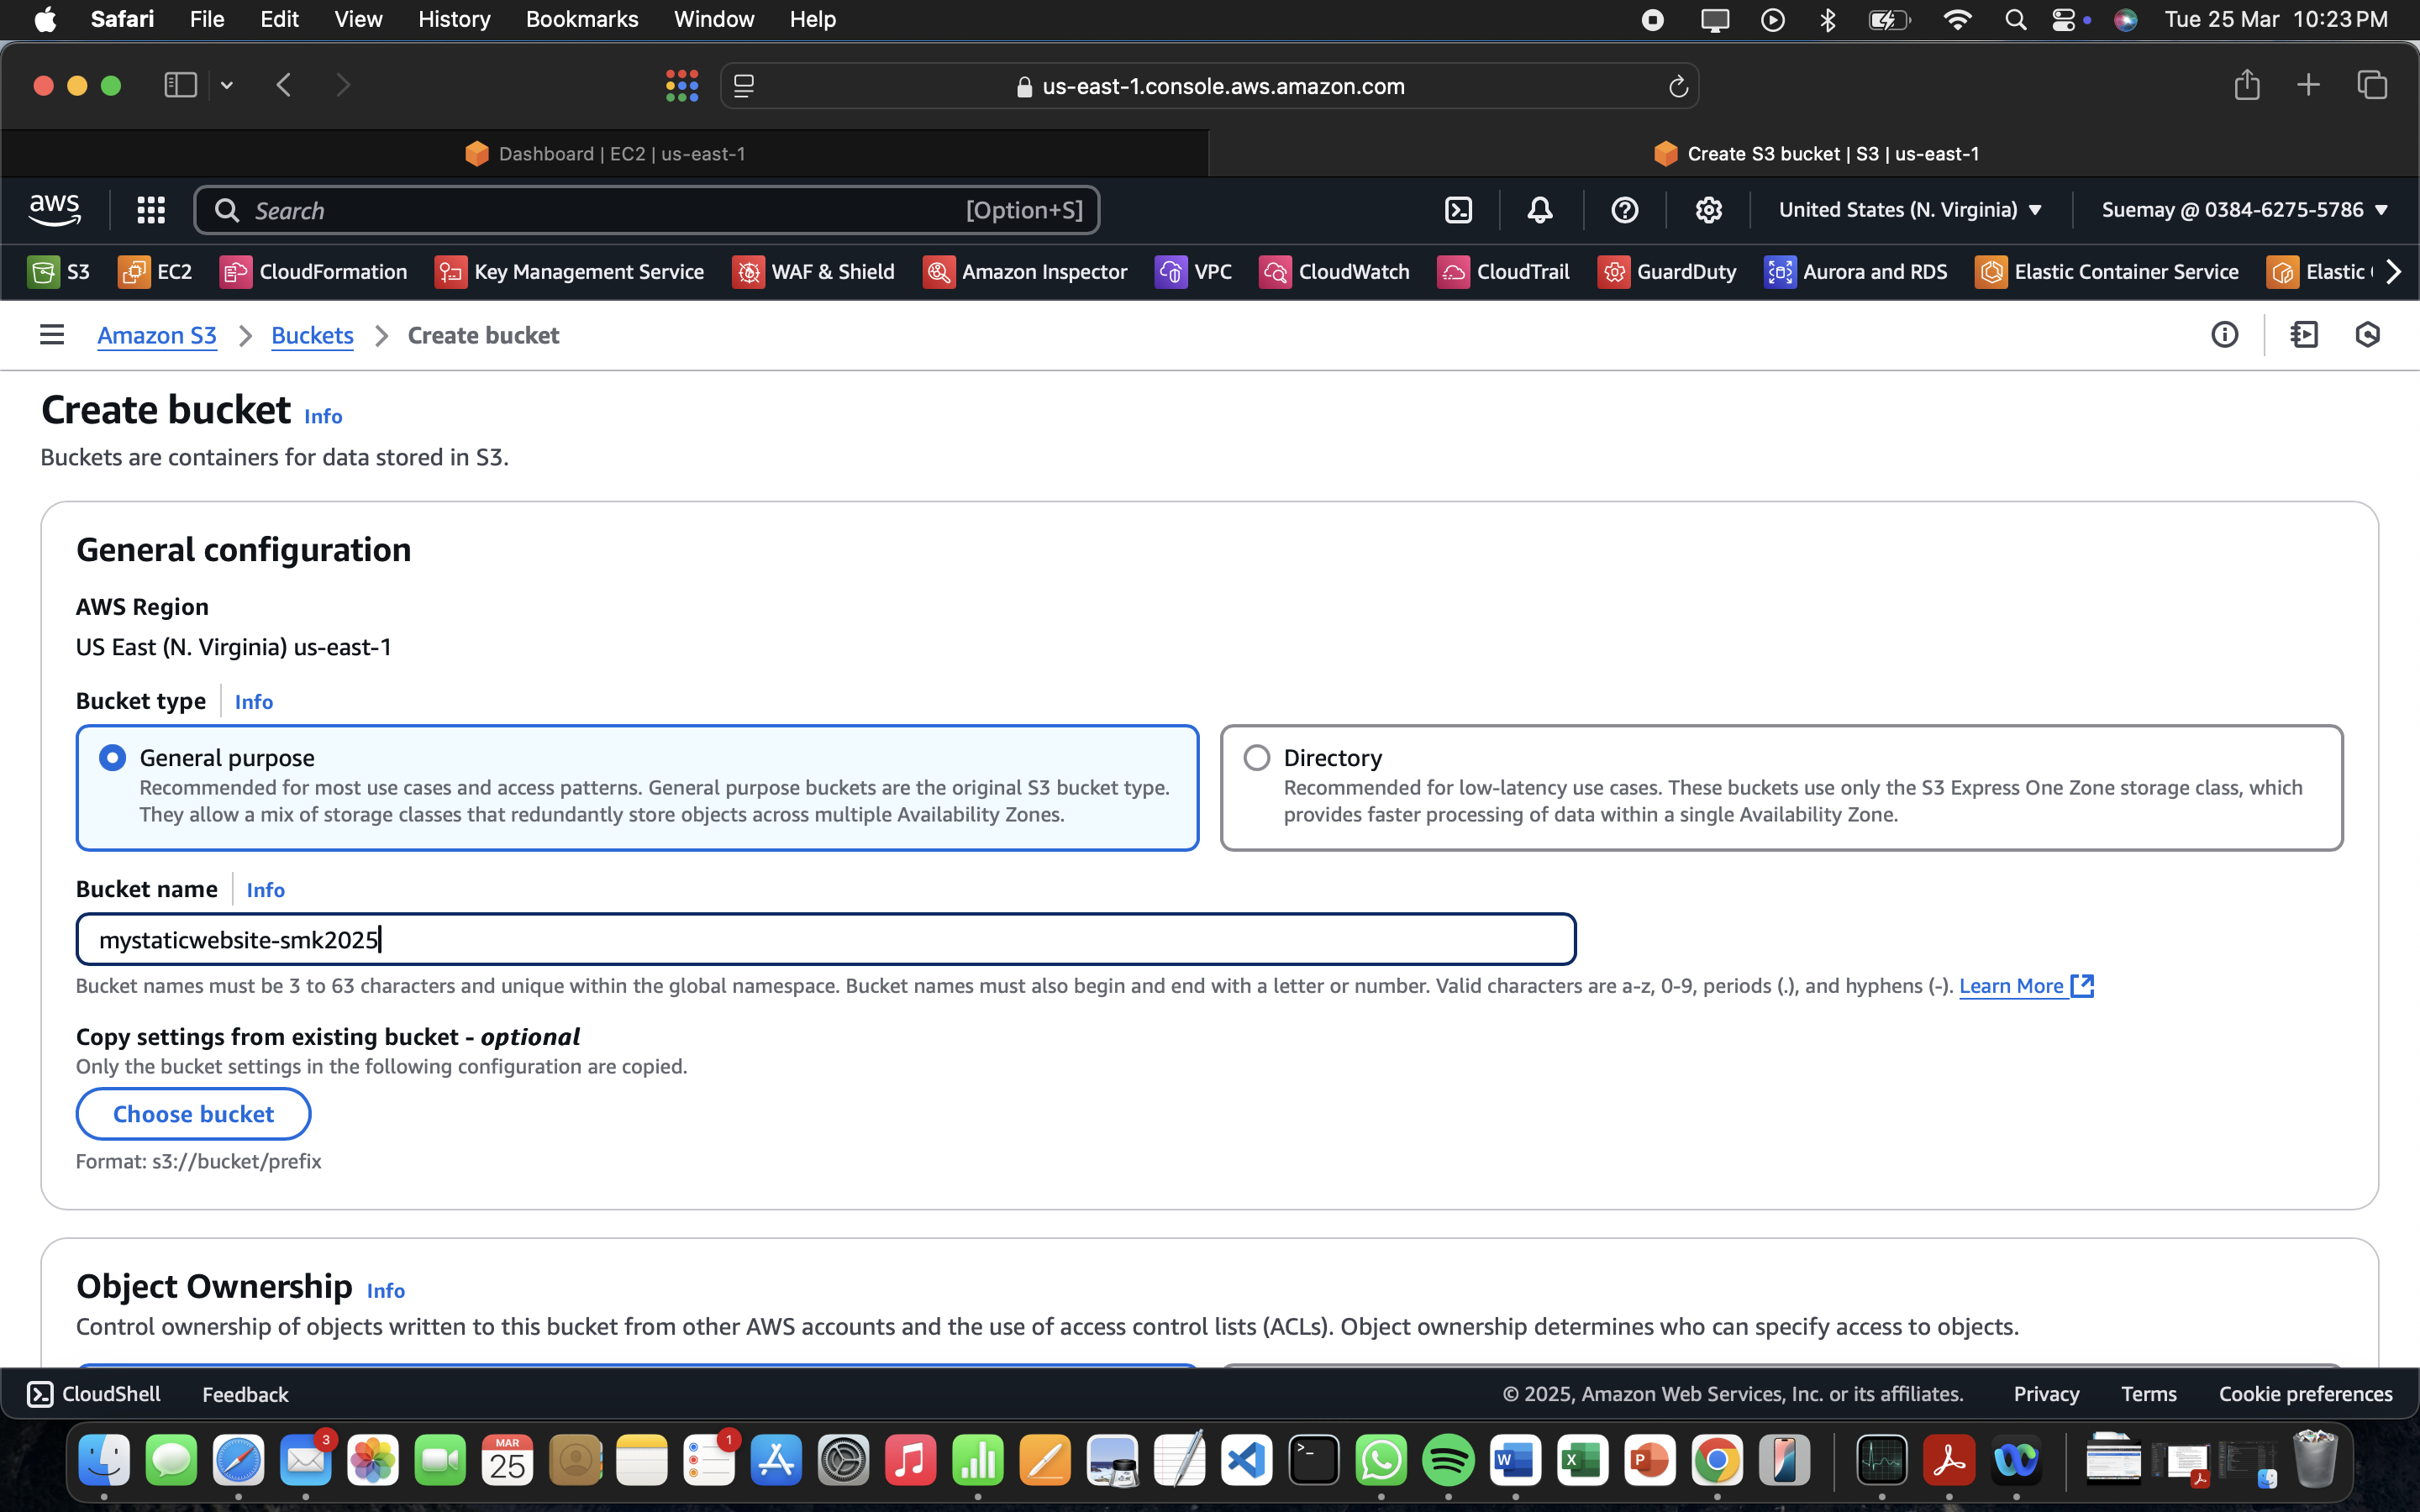 Safari File Edit View History Bookmarks Window Help Tue 25 Mar 10:23 PM
us-east-1.console.aws.amazon.com
Dashboard | EC2 | us-east-1
Create S3 bucket | S3 | us-east-1
aws Search [Option+S] United States (N. Virginia) Suemay @ 0384-6275-5786
S3 EC2 CloudFormation Key Management Service WAF & Shield Amazon Inspector VPC CloudWatch CloudTrail GuardDuty Aurora and RDS Elastic Container Service Elastic
Amazon S3 Buckets Create bucket
Create bucket Info
Buckets are containers for data stored in S3.
General configuration
AWS Region
US East (N. Virginia) us-east-1
Bucket type Info
General purpose
Recommended for most use cases and access patterns. General purpose buckets are the original S3 bucket type.
They allow a mix of storage classes that redundantly store objects across multiple Availability Zones.
Directory
Recommended for low-latency use cases. These buckets use only the S3 Express One Zone storage class, which
provides faster processing of data within a single Availability Zone.
Bucket name Info
mystaticwebsite-smk2025
Bucket names must be 3 to 63 characters and unique within the global namespace. Bucket names must also begin and end with a letter or number. Valid characters are a-z, 0-9, periods (.), and hyphens (-). Learn More
Copy settings from existing bucket - optional
Only the bucket settings in the following configuration are copied.
Choose bucket
Format: s3://bucket/prefix
Object Ownership Info
Control ownership of objects written to this bucket from other AWS accounts and the use of access control lists (ACLs). Object ownership determines who can specify access to objects.
CloudShell Feedback © 2025, Amazon Web Services, Inc. or its affiliates. Privacy Terms Cookie preferences
3 MAR 25 1 W X P